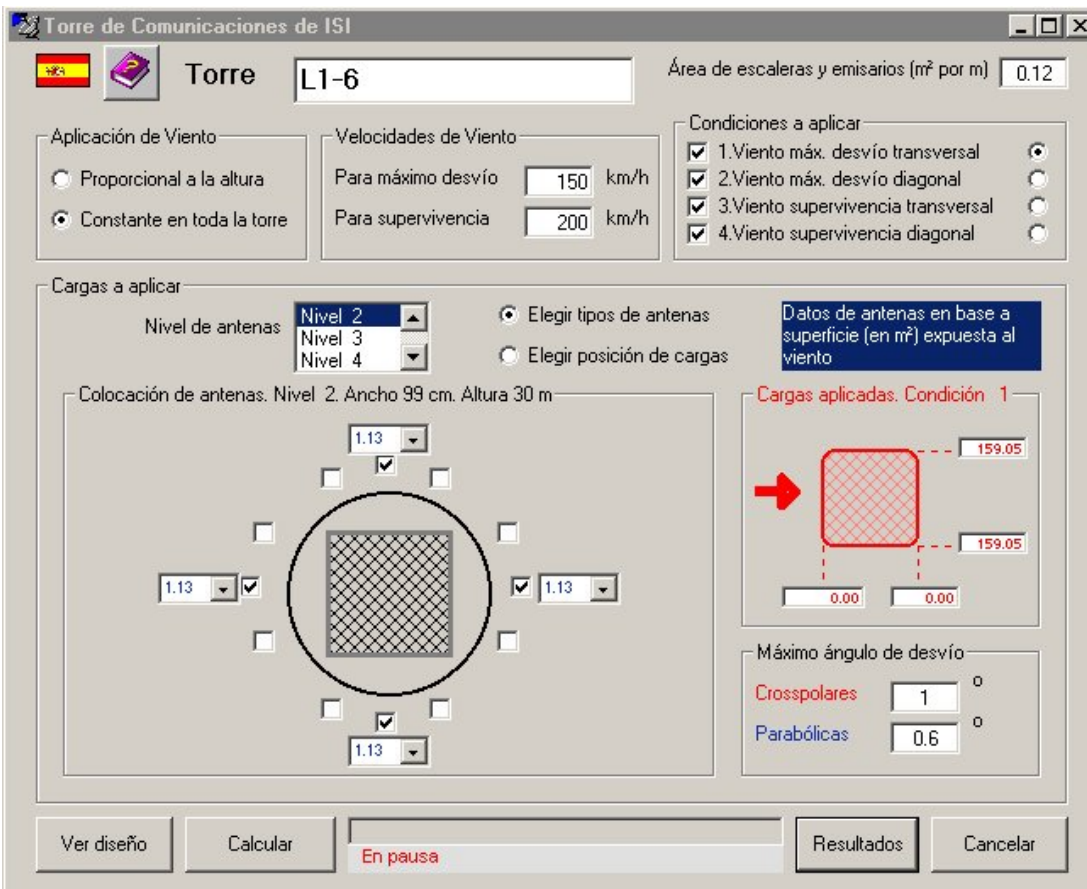 Torre de Comunicaciones de ISI
Torre
L1-6
Área de escaleras y emisarios (m² por m)
0.12
Aplicación de Viento
Proporcional a la altura
Constante en toda la torre
Velocidades de Viento
Para máximo desvío 150 km/h
Para supervivencia 200 km/h
Condiciones a aplicar
1.Viento máx. desvío transversal
2.Viento máx. desvío diagonal
3.Viento supervivencia transversal
4.Viento supervivencia diagonal
Cargas a aplicar
Nivel de antenas
Nivel 2
Nivel 3
Nivel 4
Elegir tipos de antenas
Elegir posición de cargas
Datos de antenas en base a
superficie (en m²) expuesta al
viento
Colocación de antenas. Nivel 2. Ancho 99 cm. Altura 30 m
1.13
1.13
1.13
1.13
Cargas aplicadas. Condición 1
159.05
159.05
0.00
0.00
Máximo ángulo de desvío
Crosspolares 1 º
Parabólicas 0.6 º
Ver diseño
Calcular
En pausa
Resultados
Cancelar